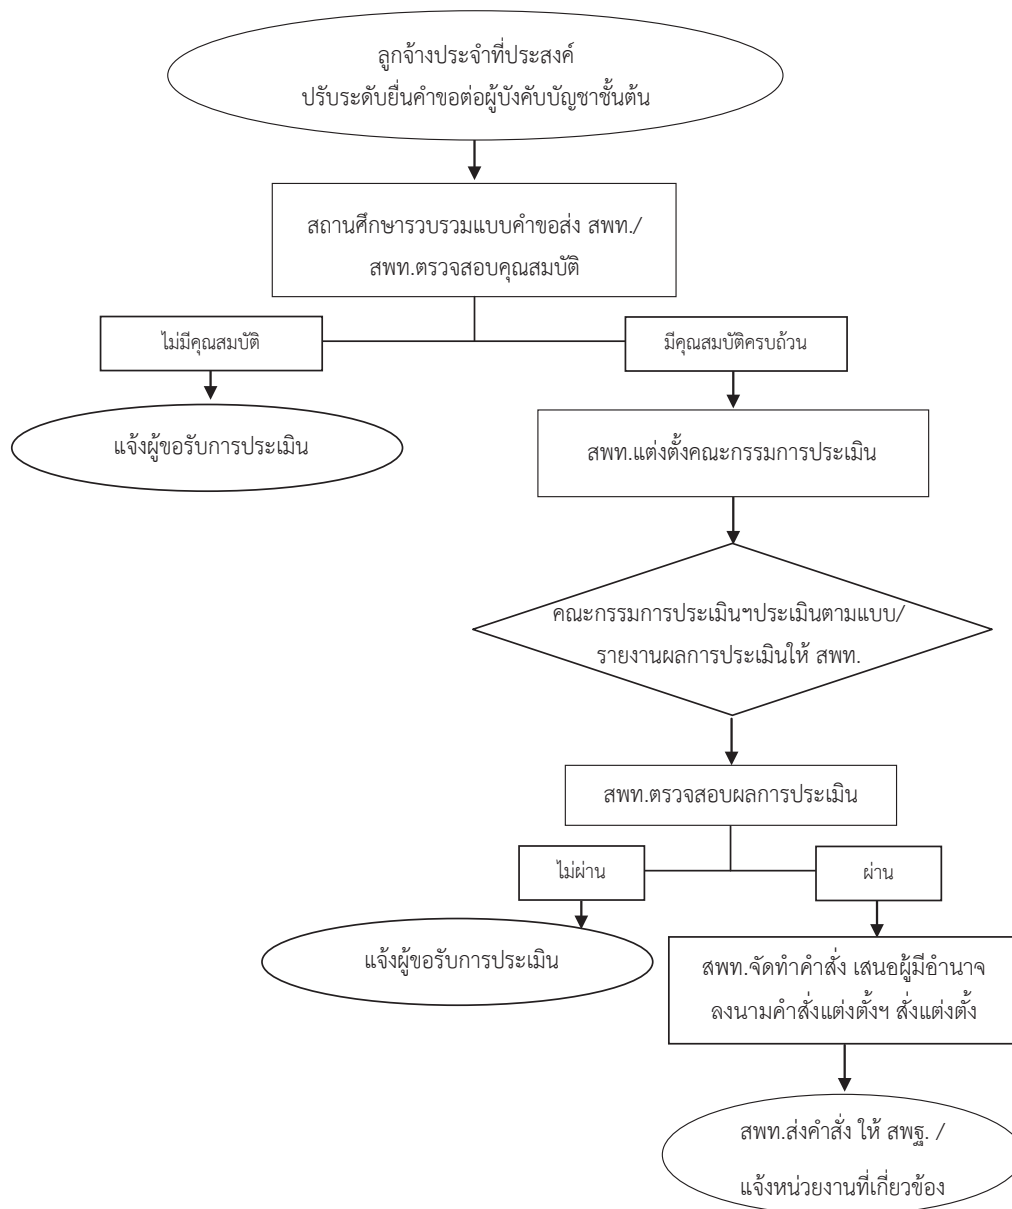 ลูกจ้างประจำที่ประสงค์
ปรับระดับยื่นคำขอต่อผู้บังคับบัญชาชั้นต้น
สถานศึกษารวบรวมแบบคำขอส่ง สพท./
สพท.ตรวจสอบคุณสมบัติ
ไม่มีคุณสมบัติ
มีคุณสมบัติครบถ้วน
แจ้งผู้ขอรับการประเมิน
สพท.แต่งตั้งคณะกรรมการประเมิน
คณะกรรมการประเมินฯประเมินตามแบบ/
รายงานผลการประเมินให้ สพท.
สพท.ตรวจสอบผลการประเมิน
ไม่ผ่าน
ผ่าน
แจ้งผู้ขอรับการประเมิน
สพท.จัดทำคำสั่ง เสนอผู้มีอำนาจ
ลงนามคำสั่งแต่งตั้งฯ สั่งแต่งตั้ง
สพท.ส่งคำสั่ง ให้ สพฐ. /
แจ้งหน่วยงานที่เกี่ยวข้อง